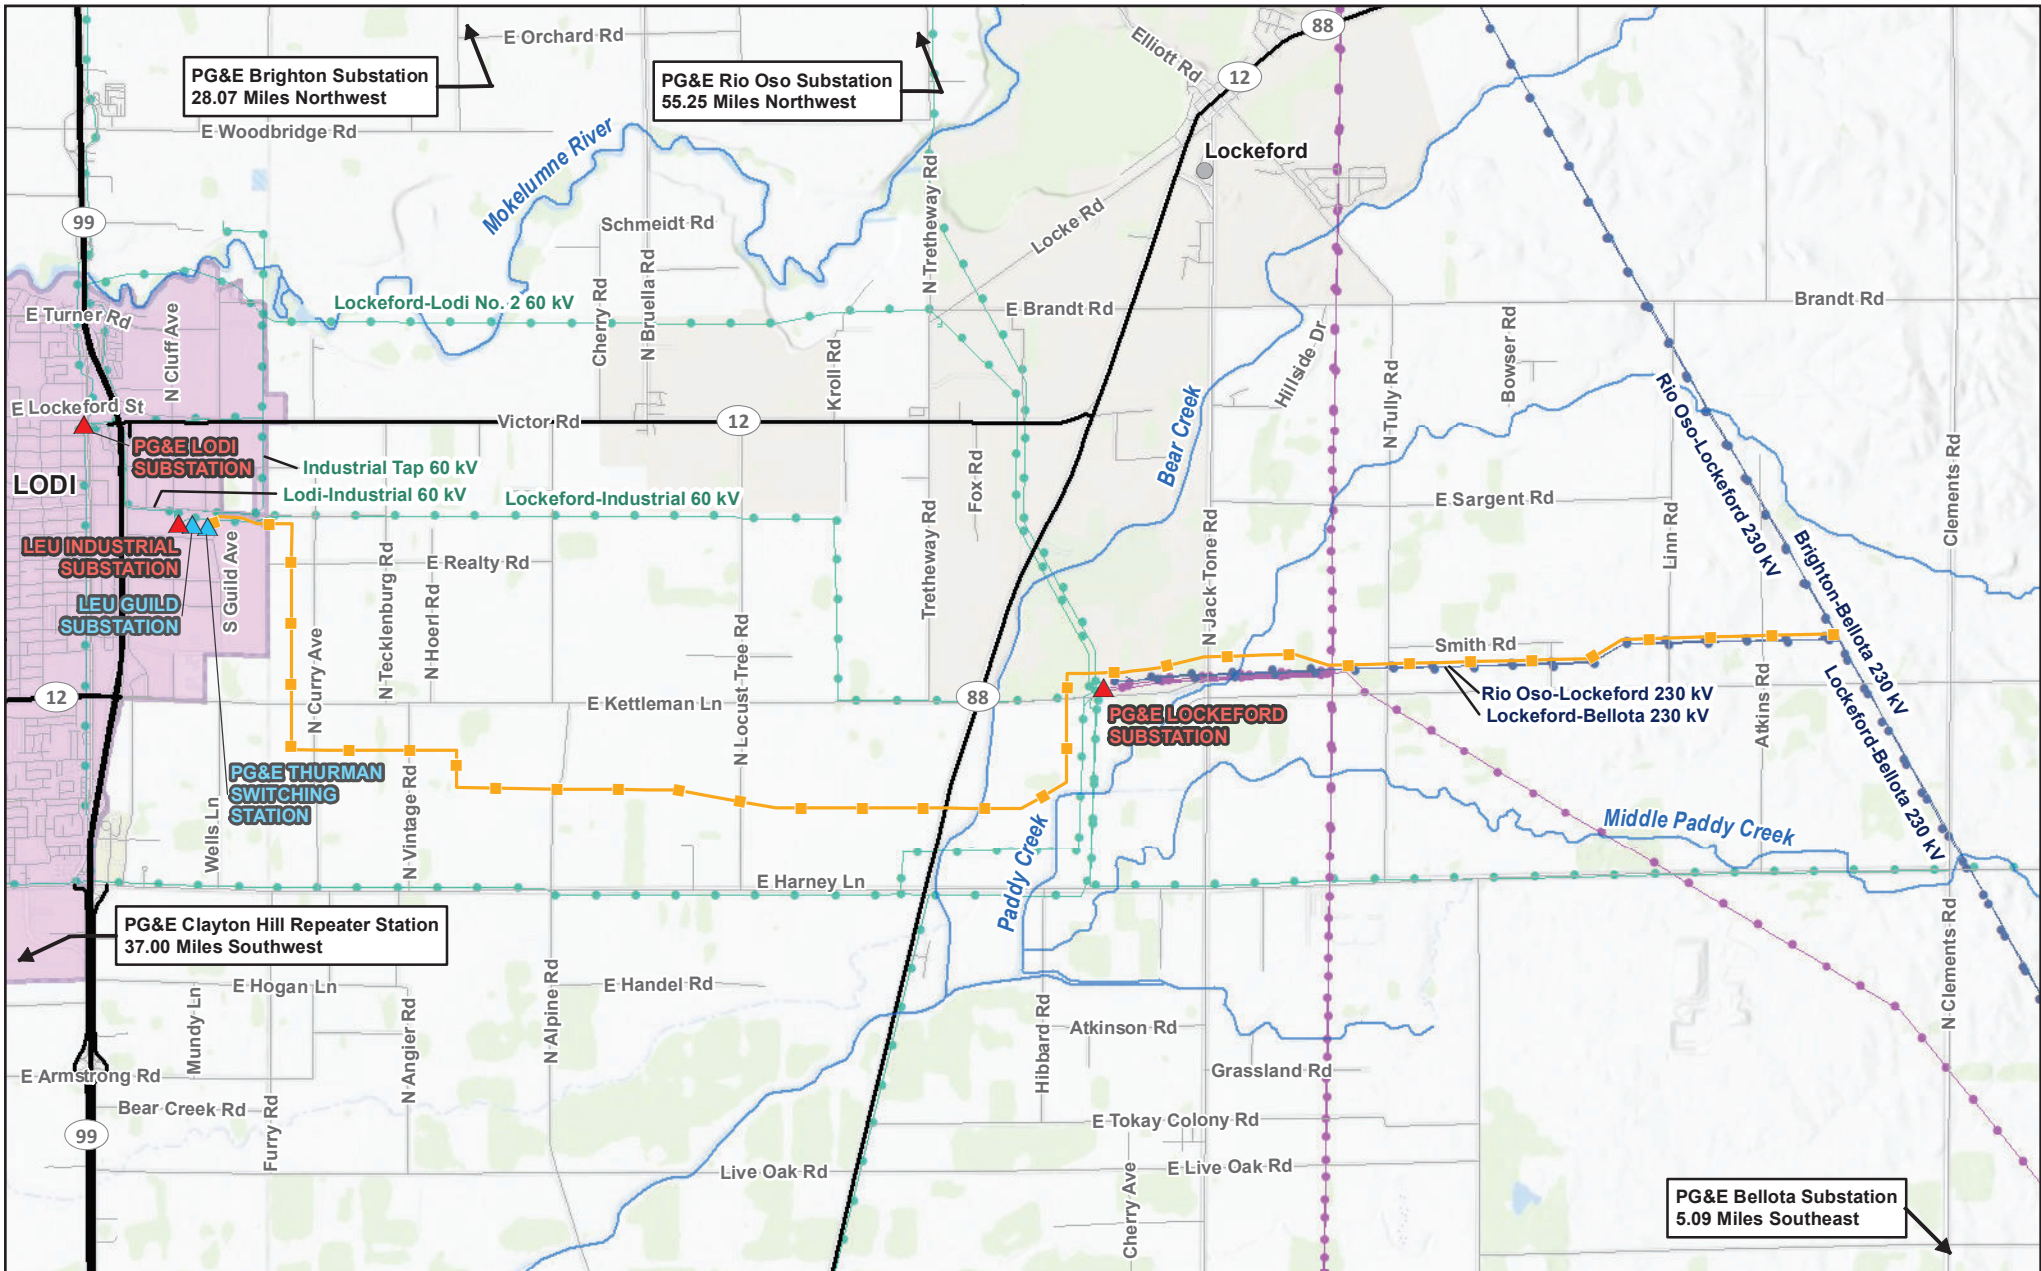 E Orchard Rd
88
Elliott Rd
12
PG&E Brighton Substation
28.07 Miles Northwest
PG&E Rio Oso Substation
55.25 Miles Northwest
E Woodbridge Rd
Mokelumne River
Lockeford
N Tretheway Rd
Locke Rd
99
Schmeidt Rd
Cherry Rd
N Bruella Rd
Lockeford-Lodi No. 2 60 kV
E Brandt Rd
Brandt Rd
E Turner Rd
N Cluff Ave
Kroll Rd
Hillside Dr
N Tully Rd
Bowser Rd
E Lockeford St
Victor Rd
12
Bear Creek
Rio Oso-Lockeford 230 kV
Clements Rd
PG&E LODI
SUBSTATION
Industrial Tap 60 kV
LODI
Lodi-Industrial 60 kV
Lockeford-Industrial 60 kV
Fox Rd
E Sargent Rd
Linn Rd
LEU INDUSTRIAL
SUBSTATION
S Guild Ave
E Realty Rd
N Tecklenburg Rd
N Hoerl Rd
Tretheway Rd
N Jack Tone Rd
Brighton-Bellota 230 kV
LEU GUILD
SUBSTATION
N Curry Ave
N Locust Tree Rd
Smith Rd
Atkins Rd
12
E Kettleman Ln
88
Rio Oso-Lockeford 230 kV
Lockeford-Bellota 230 kV
Lockeford-Bellota 230 kV
PG&E LOCKEFORD
SUBSTATION
PG&E THURMAN
SWITCHING
STATION
Wells Ln
N Vintage Rd
Paddy Creek
Middle Paddy Creek
E Harney Ln
PG&E Clayton Hill Repeater Station
37.00 Miles Southwest
E Hogan Ln
Mundy Ln
N Angier Rd
N Alpine Rd
E Handel Rd
Hibbard Rd
Atkinson Rd
N Clements Rd
E Armstrong Rd
Grassland Rd
Bear Creek Rd
Furry Rd
99
E Tokay Colony Rd
Live Oak Rd
E Live Oak Rd
Cherry Ave
PG&E Bellota Substation
5.09 Miles Southeast